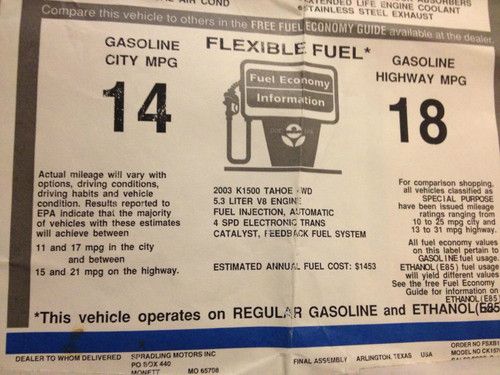 AIR COND
ABSORBERS
EXTENDED LIFE ENGINE COOLANT
STAINLESS STEEL EXHAUST
Compare this vehicle to others in the FREE FUEL ECONOMY GUIDE available at the dealer.
GASOLINE
CITY MPG
14
FLEXIBLE FUEL*
Fuel Economy
Information
GASOLINE
HIGHWAY MPG
18
Actual mileage will vary with
options, driving conditions,
driving habits and vehicle
condition. Results reported to
EPA indicate that the majority
of vehicles with these estimates
will achieve between
11 and 17 mpg in the city
and between
15 and 21 mpg on the highway.
2003 K1500 TAHOE WD
5.3 LITER V8 ENGINE
FUEL INJECTION, AUTOMATIC
4 SPD ELECTRONIC TRANS
CATALYST, FEEDBACK FUEL SYSTEM
ESTIMATED ANNUAL FUEL COST: $1453
For comparison shopping,
all vehicles classified as
SPECIAL PURPOSE
have been issued mileage
ratings ranging from
10 to 25 mpg city and
13 to 31 mpg highway.
All fuel economy values
on this label pertain to
GASOLINE fuel usage.
ETHANOL(E85) fuel usage
will yield different values
See the free Fuel Economy
Guide for information on
ETHANOL(E85
*This vehicle operates on REGULAR GASOLINE and ETHANOL(E85
DEALER TO WHOM DELIVERED
SPRADLING MOTORS INC
PO BOX 440
MONETT MO 65708
FINAL ASSEMBLY ARLINGTON, TEXAS USA
ORDER NO FSXB1
MODEL NO CK157